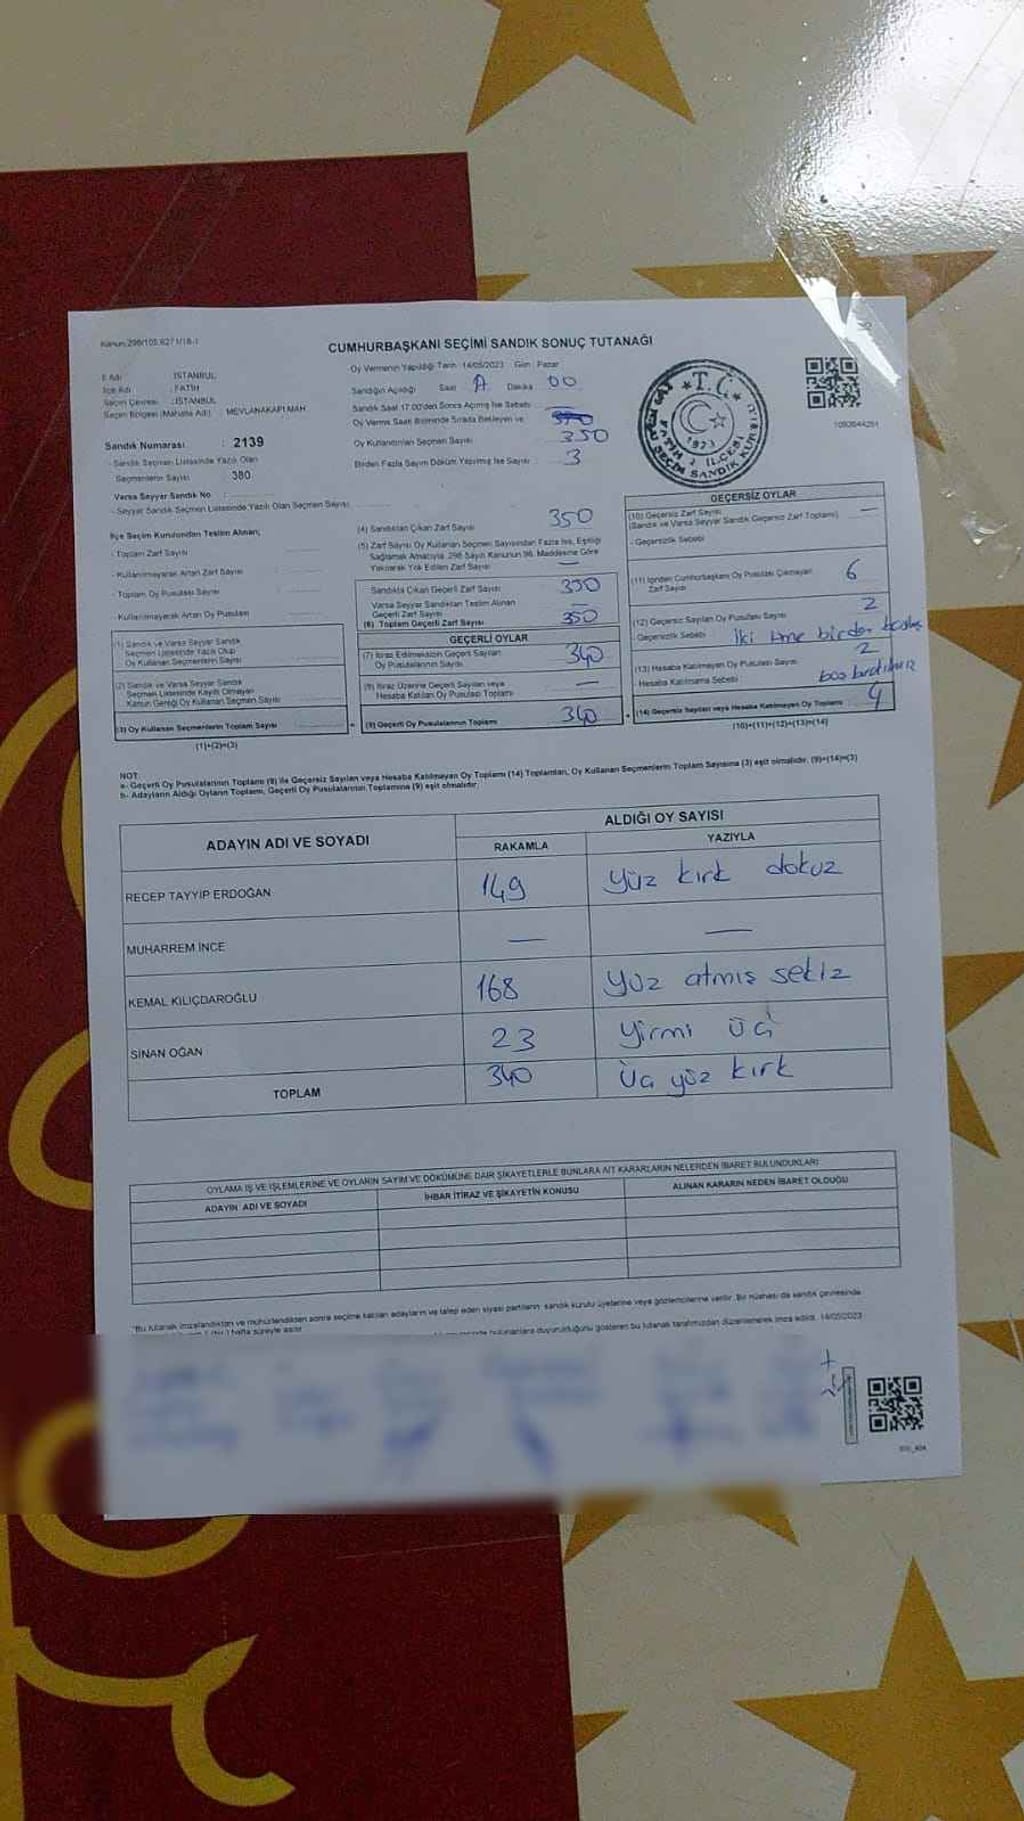 Kanun:298/105,6271/18-1
CUMHURBAŞKANI SEÇİMİ SANDIK SONUÇ TUTANAĞI
İl Adı : İSTANBUL
İlçe Adı : FATİH
Seçim Çevresi : İSTANBUL
Seçim Bölgesi (Mahalle Adı) : MEVLANAKAPI MAH.
Sandık Numarası : 2139
- Sandık Seçmen Listesinde Yazılı Olan
Seçmenlerin Sayısı : 380
Varsa Seyyar Sandık No :
- Seyyar Sandık Seçmen Listesinde Yazılı Olan Seçmen Sayısı :
İlçe Seçim Kurulundan Teslim Alınan;
- Toplam Zarf Sayısı
- Kullanılmayarak Artan Zarf Sayısı
- Toplam Oy Pusulası Sayısı
- Kullanılmayarak Artan Oy Pusulası
(1) Sandık ve Varsa Seyyar Sandık
Seçmen Listesinde Yazılı Olup
Oy Kullanan Seçmenlerin Sayısı
(2) Sandık ve Varsa Seyyar Sandık
Seçmen Listesinde Kayıtlı Olmayan
Kanun Gereği Oy Kullanan Seçmen Sayısı
(3) Oy Kullanan Seçmenlerin Toplam Sayısı
(1)+(2)=(3)
Oy Vermenin Yapıldığı Tarih : 14/05/2023 Gün : Pazar
Sandığın Açıldığı Saat : Dakika : 00
Sandık Saat 17.00'den Sonra Açılmış İse Sebebi :
Oy Verme Saati Bitiminde Sırada Bekleyen ve
Oy Kullandırılan Seçmen Sayısı : 350
Birden Fazla Sayım Döküm Yapılmış İse Sayısı : 3
(4) Sandıktan Çıkan Zarf Sayısı 350
(5) Zarf Sayısı Oy Kullanan Seçmen Sayısından Fazla İse, Eşitliği
Sağlamak Amacıyla, 298 Sayılı Kanunun 98. Maddesine Göre
Yakılarak Yok Edilen Zarf Sayısı —
Sandıkta Çıkan Geçerli Zarf Sayısı 350
Varsa Seyyar Sandıktan Teslim Alınan
Geçerli Zarf Sayısı —
(6) Toplam Geçerli Zarf Sayısı 350
GEÇERLİ OYLAR
(7) İtiraz Edilmeksizin Geçerli Sayılan
Oy Pusulalarının Sayısı 340
(8) İtiraz Üzerine Geçerli Sayılan veya
Hesaba Katılan Oy Pusulası Toplamı —
(9) Geçerli Oy Pusulalarının Toplamı 340
T.C.
FATİH 2. İLÇESİ
SEÇİM SANDIK KURULU
1923
1093644251
GEÇERSİZ OYLAR
(10) Geçersiz Zarf Sayısı —
(Sandık ve Varsa Seyyar Sandık Geçersiz Zarf Toplamı)
- Geçersizlik Sebebi
(11) İçinden Cumhurbaşkanı Oy Pusulası Çıkmayan
Zarf Sayısı 6
(12) Geçersiz Sayılan Oy Pusulası Sayısı 2
Geçersizlik Sebebi iki tane birden
(13) Hesaba Katılmayan Oy Pusulası Sayısı 2
Hesaba Katılmama Sebebi
(14) Geçersiz Sayılan veya Hesaba Katılmayan Oy Toplamı
(10)+(11)+(12)+(13)=(14)
NOT:
a- Geçerli Oy Pusulalarının Toplamı (9) ile Geçersiz Sayılan veya Hesaba Katılmayan Oy Toplamı (14) Toplamları, Oy Kullanan Seçmenlerin Toplam Sayısına (3) eşit olmalıdır. (9)+(14)=(3)
b- Adayların Aldığı Oyların Toplamı, Geçerli Oy Pusulalarının Toplamına (9) eşit olmalıdır.
ADAYIN ADI VE SOYADI
ALDIĞI OY SAYISI
RAKAMLA YAZIYLA
RECEP TAYYİP ERDOĞAN 149 yüz kırk dokuz
MUHARREM İNCE — —
KEMAL KILIÇDAROĞLU 168 yüz atmış sekiz
SİNAN OĞAN 23 yirmi üç
TOPLAM 340 üç yüz kırk
OYLAMA İŞ VE İŞLEMLERİNE VE OYLARIN SAYIM VE DÖKÜMÜNE DAİR ŞİKAYETLERLE BUNLARA AİT KARARLARIN NELERDEN İBARET BULUNDUKLARI
ADAYIN ADI VE SOYADI
İHBAR İTİRAZ VE ŞİKAYETİN KONUSU
ALINAN KARARIN NEDEN İBARET OLDUĞU
"Bu tutanak imzalandıktan ve mühürlendikten sonra seçime katılan adayların ve talep eden siyasi partilerin sandık kurulu üyelerine veya gözlemcilerine verilir. Bir nüshası da sandık çevresinde
hafta süreyle asılır. bulunanlara duyurulduğunu gösteren bu tutanak tarafımızdan düzenlenerek imza edildi. 14/05/2023